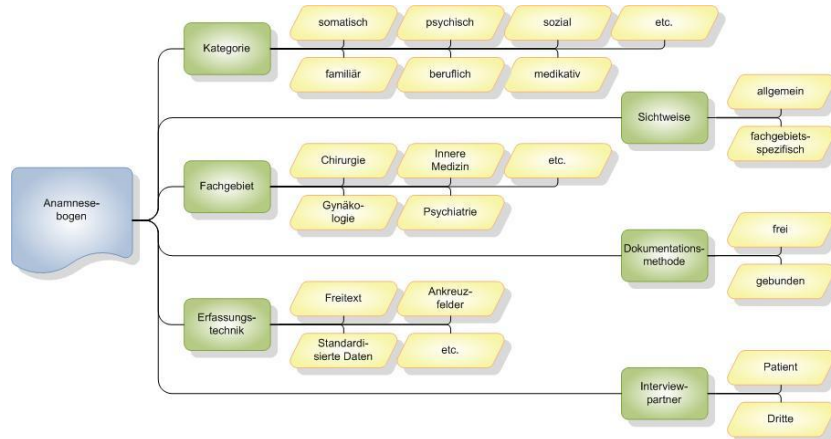 somatisch
psychisch
sozial
etc.
Kategorie
familiär
beruflich
medikativ
allgemein
Sichtweise
fachgebiets-
spezifisch
Chirurgie
Innere
Medizin
etc.
Fachgebiet
Gynäko-
logie
Psychiatrie
Anamnese-
bogen
frei
Dokumentations-
methode
gebunden
Freitext
Ankreuz-
felder
Erfassungs-
technik
Standardi-
sierte Daten
etc.
Patient
Interview-
partner
Dritte